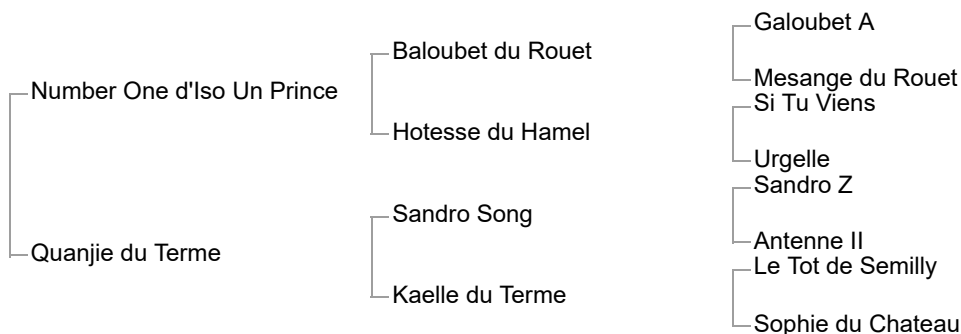 Galoubet A
Baloubet du Rouet
Mesange du Rouet
Number One d'Iso Un Prince
Si Tu Viens
Hotesse du Hamel
Urgelle
Sandro Z
Sandro Song
Antenne II
Quanjie du Terme
Le Tot de Semilly
Kaelle du Terme
Sophie du Chateau